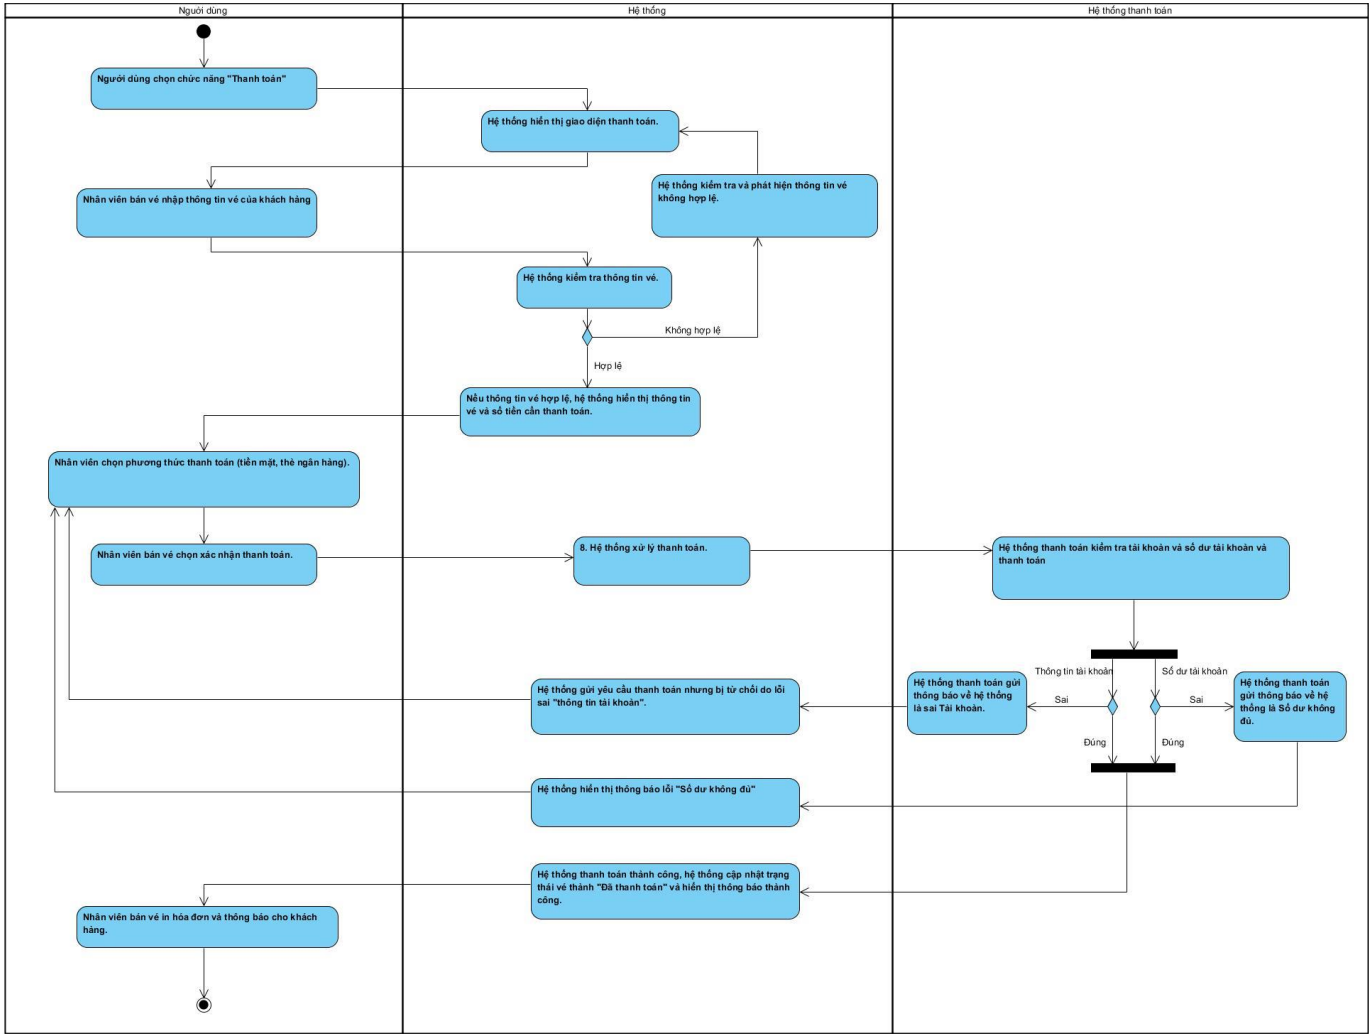 Người dùng
Hệ thống
Hệ thống thanh toán
Người dùng chọn chức năng "Thanh toán"
Hệ thống hiển thị giao diện thanh toán.
Hệ thống kiểm tra và phát hiện thông tin vé
không hợp lệ.
Nhân viên bán vé nhập thông tin vé của khách hàng
Hệ thống kiểm tra thông tin vé.
Không hợp lệ
Hợp lệ
Nếu thông tin vé hợp lệ, hệ thống hiển thị thông tin
vé và số tiền cần thanh toán.
Nhân viên chọn phương thức thanh toán (tiền mặt, thẻ ngân hàng).
Nhân viên bán vé chọn xác nhận thanh toán.
8. Hệ thống xử lý thanh toán.
Hệ thống thanh toán kiểm tra tài khoản và số dư tài khoản và
thanh toán
Thông tin tài khoản
Số dư tài khoản
Hệ thống gửi yêu cầu thanh toán nhưng bị từ chối do lỗi
sai "thông tin tài khoản".
Hệ thống thanh toán gửi
thông báo về hệ thống
là sai Tài khoản.
Sai
Sai
Hệ thống thanh toán
gửi thông báo về hệ
thống là Số dư không
đủ.
Đúng
Đúng
Hệ thống hiển thị thông báo lỗi "Số dư không đủ"
Hệ thống thanh toán thành công, hệ thống cập nhật trạng
thái vé thành "Đã thanh toán" và hiển thị thông báo thành
công.
Nhân viên bán vé in hóa đơn và thông báo cho khách
hàng.